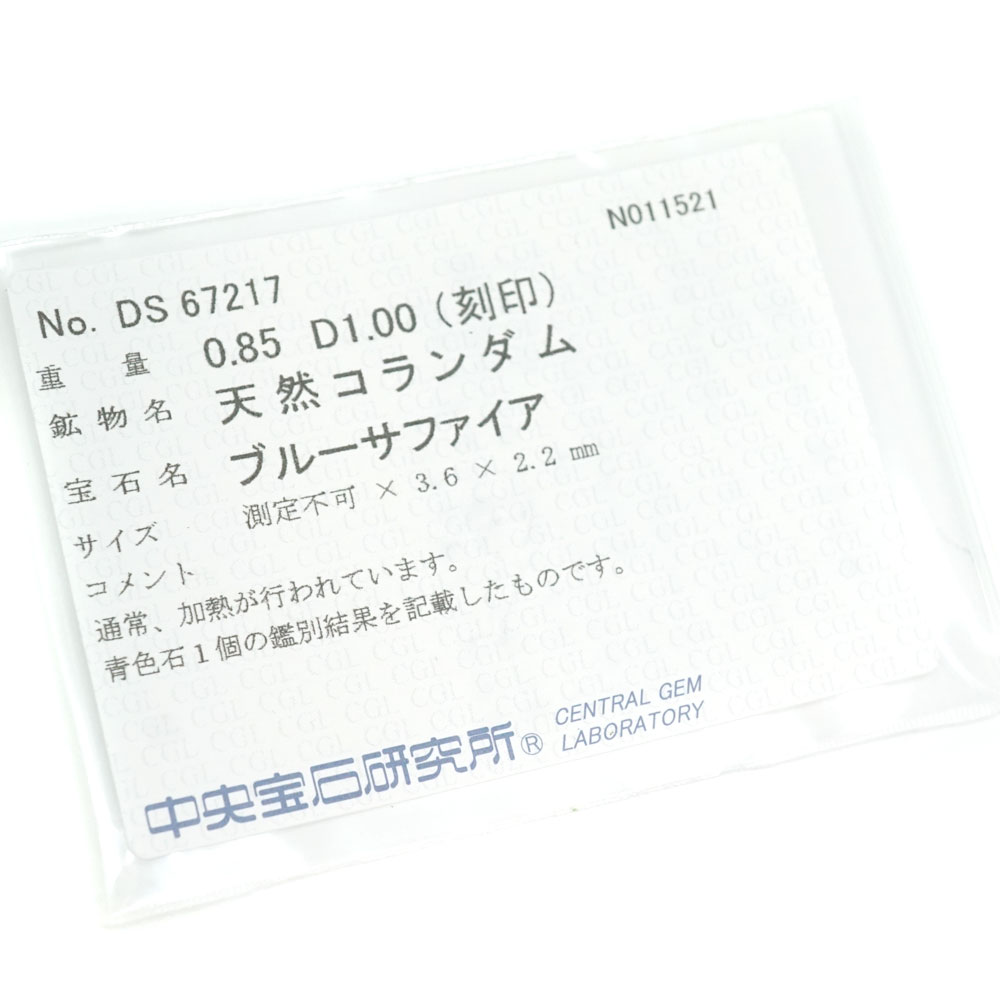 N011521
No. DS 67217
重量 0.85 D1.00 (刻印)
鉱物名 天然コランダム
宝石名 ブルーサファイア
サイズ 測定不可 × 3.6 × 2.2 mm
コメント
通常、加熱が行われています。
青色石1個の鑑別結果を記載したものです。
中央宝石研究所® CENTRAL GEM
LABORATORY